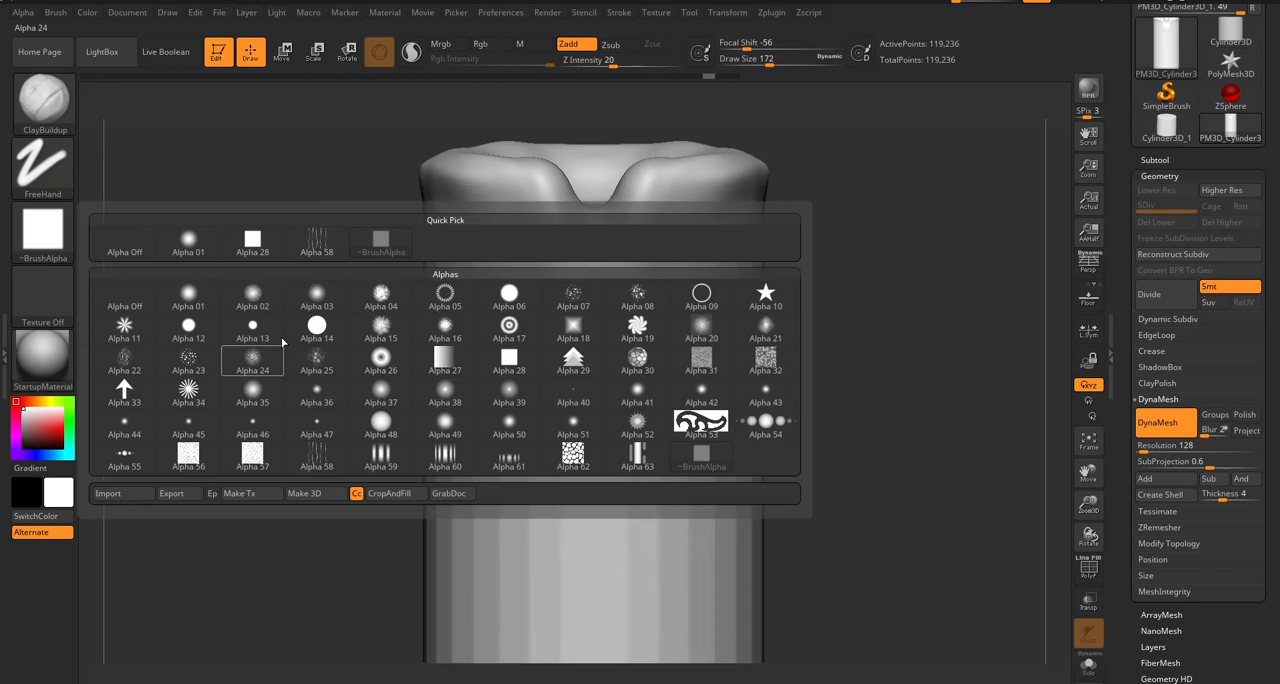 PM3D_Cylinder3D_1. 49 R
Alpha Brush Color Document Draw Edit File Layer Light Macro Marker Material Movie Picker Preferences Render Stencil Stroke Texture Tool Transform Zplugin Zscript
Alpha 24
Home Page LightBox Live Boolean Edit Draw Move Scale Rotate
Mrgb Rgb M Zadd Zsub Zcut
Rgb Intensity Z Intensity 20
S Focal Shift -56
Draw Size 172 Dynamic D
ActivePoints: 119,236
TotalPoints: 119,236
ClayBuildup
FreeHand
~BrushAlpha
Texture Off
StartupMaterial
Gradient
SwitchColor
Alternate
Quick Pick
Alpha Off Alpha 01 Alpha 28 Alpha 58 ~BrushAlpha
Alphas
Alpha Off Alpha 01 Alpha 02 Alpha 03 Alpha 04 Alpha 05 Alpha 06 Alpha 07 Alpha 08 Alpha 09 Alpha 10
Alpha 11 Alpha 12 Alpha 13 Alpha 14 Alpha 15 Alpha 16 Alpha 17 Alpha 18 Alpha 19 Alpha 20 Alpha 21
Alpha 22 Alpha 23 Alpha 24 Alpha 25 Alpha 26 Alpha 27 Alpha 28 Alpha 29 Alpha 30 Alpha 31 Alpha 32
Alpha 33 Alpha 34 Alpha 35 Alpha 36 Alpha 37 Alpha 38 Alpha 39 Alpha 40 Alpha 41 Alpha 42 Alpha 43
Alpha 44 Alpha 45 Alpha 46 Alpha 47 Alpha 48 Alpha 49 Alpha 50 Alpha 51 Alpha 52 Alpha 53 Alpha 54
Alpha 55 Alpha 56 Alpha 57 Alpha 58 Alpha 59 Alpha 60 Alpha 61 Alpha 62 Alpha 63 ~BrushAlpha
Import Export Ep Make Tx Make 3D Cc CropAndFill GrabDoc
BPR
SPix 3
Scroll
Zoom
Actual
AAHalf
Dynamic
Persp
Floor
L.Sym
XYZ
Frame
Move
Zoom3D
Rotate
Line Fill
PolyF
Transp
Dynamic
Solo
PM3D_Cylinder3 Cylinder3D
PolyMesh3D
SimpleBrush ZSphere
Cylinder3D_1 PM3D_Cylinder3
Subtool
Geometry
Lower Res Higher Res
SDiv Cage Rstr
Del Lower Del Higher
Freeze SubDivision Levels
Reconstruct Subdiv
Convert BPR To Geo
Divide Smt
Suv ReUV
Dynamic Subdiv
EdgeLoop
Crease
ShadowBox
ClayPolish
DynaMesh
DynaMesh Groups Polish
Blur 2 Project
Resolution 128
SubProjection 0.6
Add Sub And
Create Shell Thickness 4
Tessimate
ZRemesher
Modify Topology
Position
Size
MeshIntegrity
ArrayMesh
NanoMesh
Layers
FiberMesh
Geometry HD